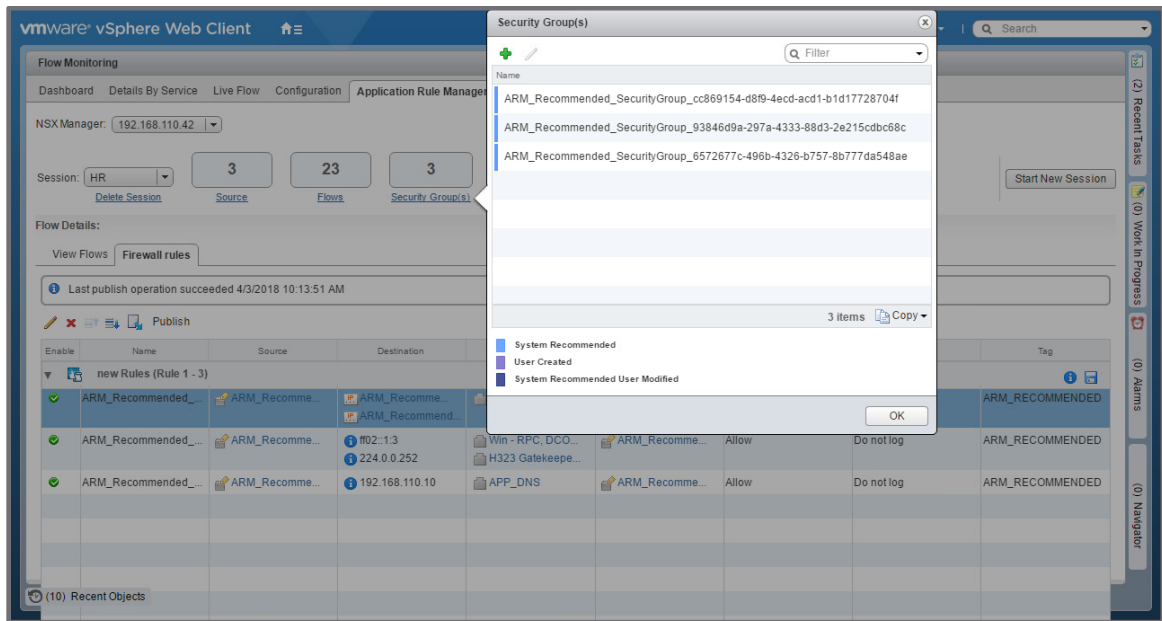 vmware® vSphere Web Client
Search
Flow Monitoring
Dashboard Details By Service Live Flow Configuration Application Rule Manager
NSX Manager: 192.168.110.42
Session: HR
3
23
3
Start New Session
Delete Session
Source
Flows
Security Group(s)
Flow Details:
View Flows Firewall rules
Last publish operation succeeded 4/3/2018 10:13:51 AM
Publish
Enable Name Source Destination Tag
new Rules (Rule 1 - 3)
ARM_Recommended_... ARM_Recomme... ARM_Recomme... ARM_RECOMMENDED
ARM_Recommend...
ARM_Recommended_... ARM_Recomme... ff02::1:3 Win - RPC, DCO... ARM_Recomme... Allow Do not log ARM_RECOMMENDED
224.0.0.252 H323 Gatekeepe...
ARM_Recommended_... ARM_Recomme... 192.168.110.10 APP_DNS ARM_Recomme... Allow Do not log ARM_RECOMMENDED
(10) Recent Objects
Security Group(s)
Filter
Name
ARM_Recommended_SecurityGroup_cc869154-d8f9-4ecd-acd1-b1d17728704f
ARM_Recommended_SecurityGroup_93846d9a-297a-4333-88d3-2e215cdbc68c
ARM_Recommended_SecurityGroup_6572677c-496b-4326-b757-8b777da548ae
3 items Copy
System Recommended
User Created
System Recommended User Modified
OK
(2) Recent Tasks
(0) Work In Progress
(0) Alarms
(0) Navigator